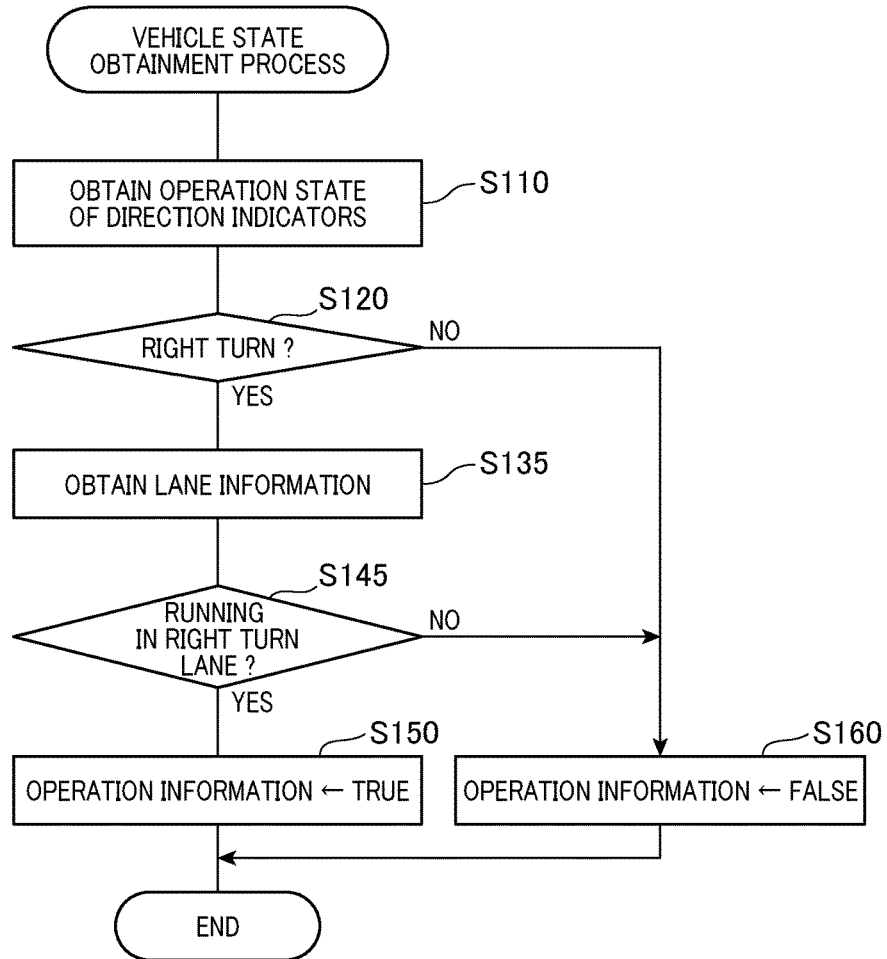 VEHICLE STATE
OBTAINMENT PROCESS
OBTAIN OPERATION STATE
OF DIRECTION INDICATORS
S110
S120
RIGHT TURN ?
NO
YES
OBTAIN LANE INFORMATION
S135
S145
RUNNING
IN RIGHT TURN
LANE ?
NO
YES
S150
OPERATION INFORMATION ← TRUE
S160
OPERATION INFORMATION ← FALSE
END